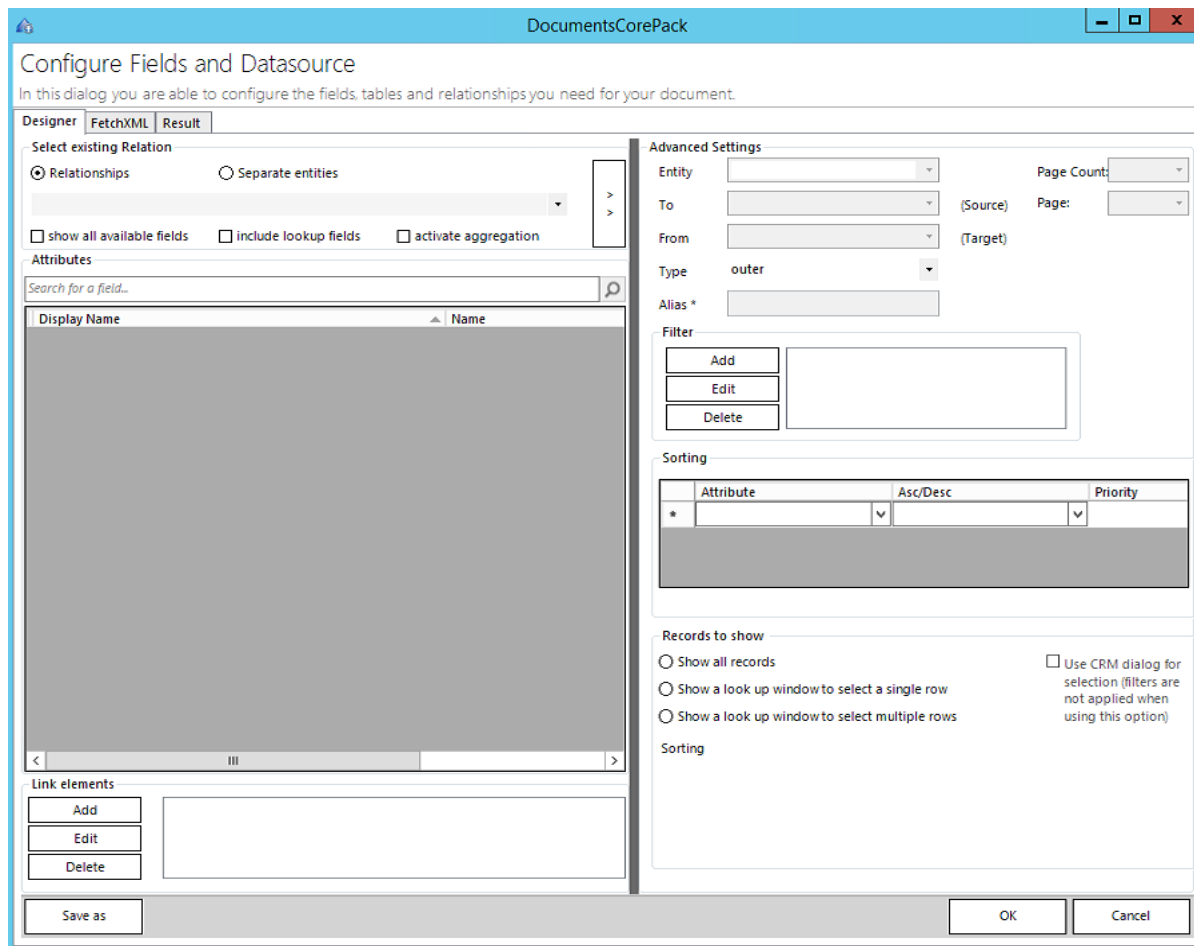 DocumentsCorePack
Configure Fields and Datasource
In this dialog you are able to configure the fields, tables and relationships you need for your document.
Designer FetchXML Result
Select existing Relation
Relationships Separate entities
> >
show all available fields include lookup fields activate aggregation
Attributes
Search for a field...
Display Name Name
Link elements
Add
Edit
Delete
Advanced Settings
Entity Page Count:
To (Source) Page:
From (Target)
Type outer
Alias *
Filter
Add
Edit
Delete
Sorting
Attribute Asc/Desc Priority
*
Records to show
Show all records
Show a look up window to select a single row
Show a look up window to select multiple rows
Use CRM dialog for
selection (filters are
not applied when
using this option)
Sorting
Save as OK Cancel